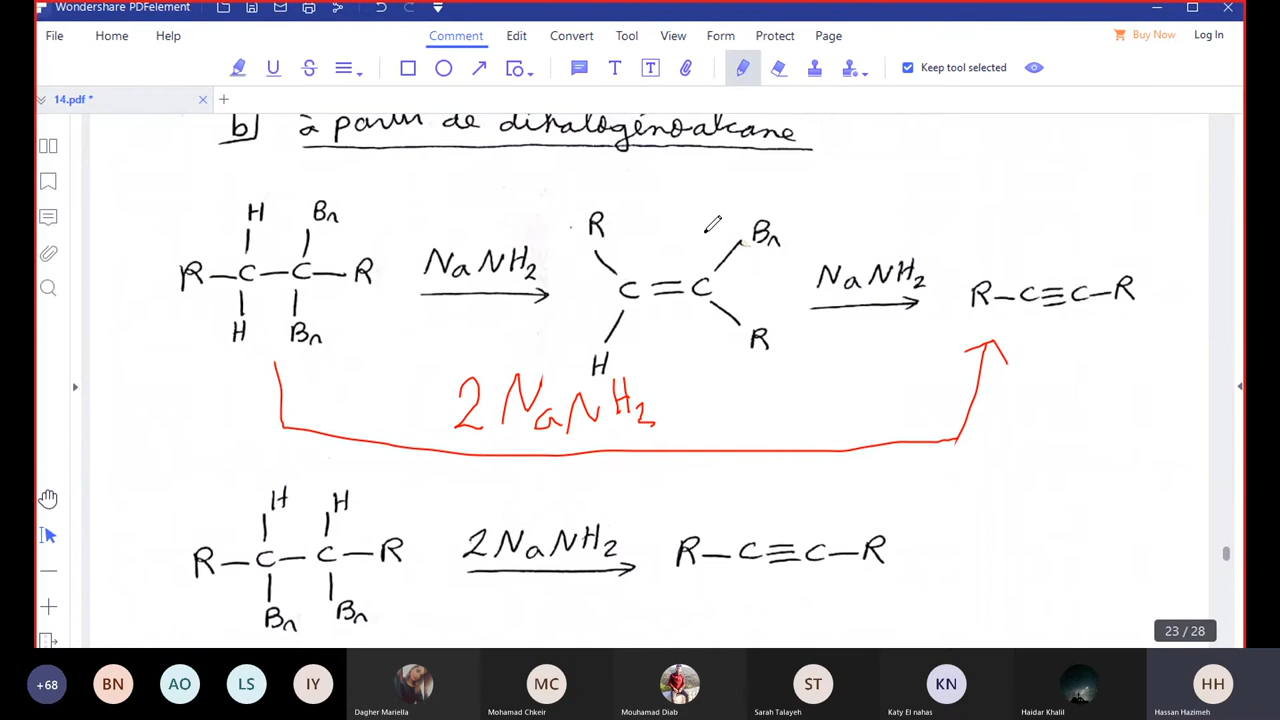 Wondershare PDFelement
File Home Help Comment Edit Convert Tool View Form Protect Page Buy Now Log In
Keep tool selected
14.pdf *
b) à partir de dihalogénoalcane
H Br
R-C-C-R
H Br
NaNH2
R Br
C=C
H R
NaNH2
R-C≡C-R
2 NaNH2
H H
R-C-C-R
Br Br
2NaNH2
R-C≡C-R
23 / 28
+68 BN AO LS IY MC ST KN HH
Dagher Mariella Mohamad Chkeir Mouhamad Diab Sarah Talayeh Katy El nahas Haidar Khalil Hassan Hazimeh